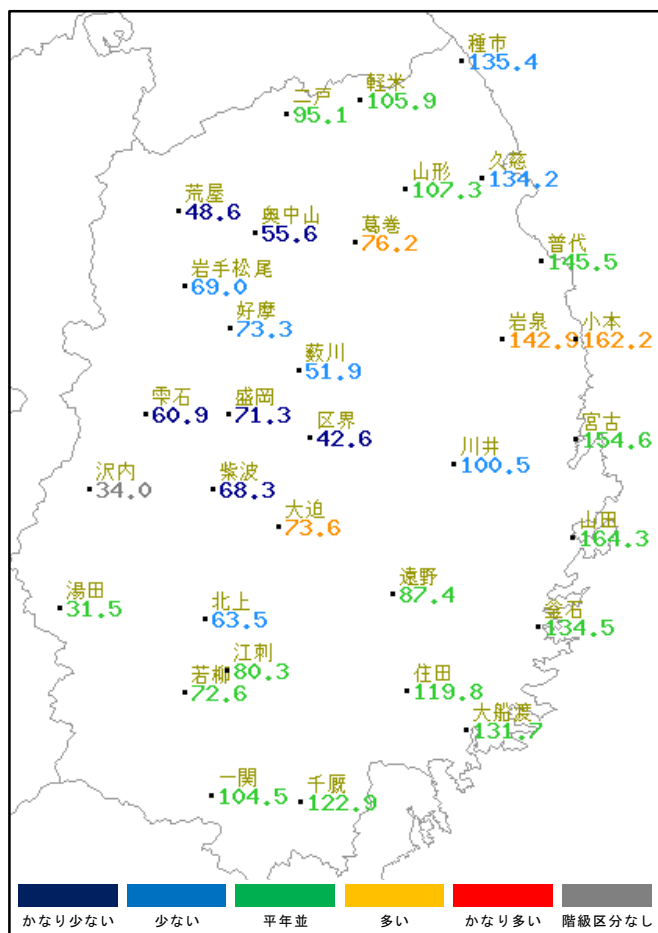 種市
135.4
軽米
105.9
二戸
95.1
久慈
134.2
山形
107.3
荒屋
48.6
奥中山
55.6
葛巻
76.2
普代
145.5
岩手松尾
69.0
好摩
73.3
岩泉
142.9
小本
162.2
薮川
51.9
雫石
60.9
盛岡
71.3
区界
42.6
宮古
154.6
川井
100.5
沢内
34.0
紫波
68.3
大迫
73.6
山田
164.3
遠野
87.4
湯田
31.5
北上
63.5
釜石
134.5
江刺
80.3
若柳
72.6
住田
119.8
大船渡
131.7
一関
104.5
千厩
122.9
かなり少ない
少ない
平年並
多い
かなり多い
階級区分なし